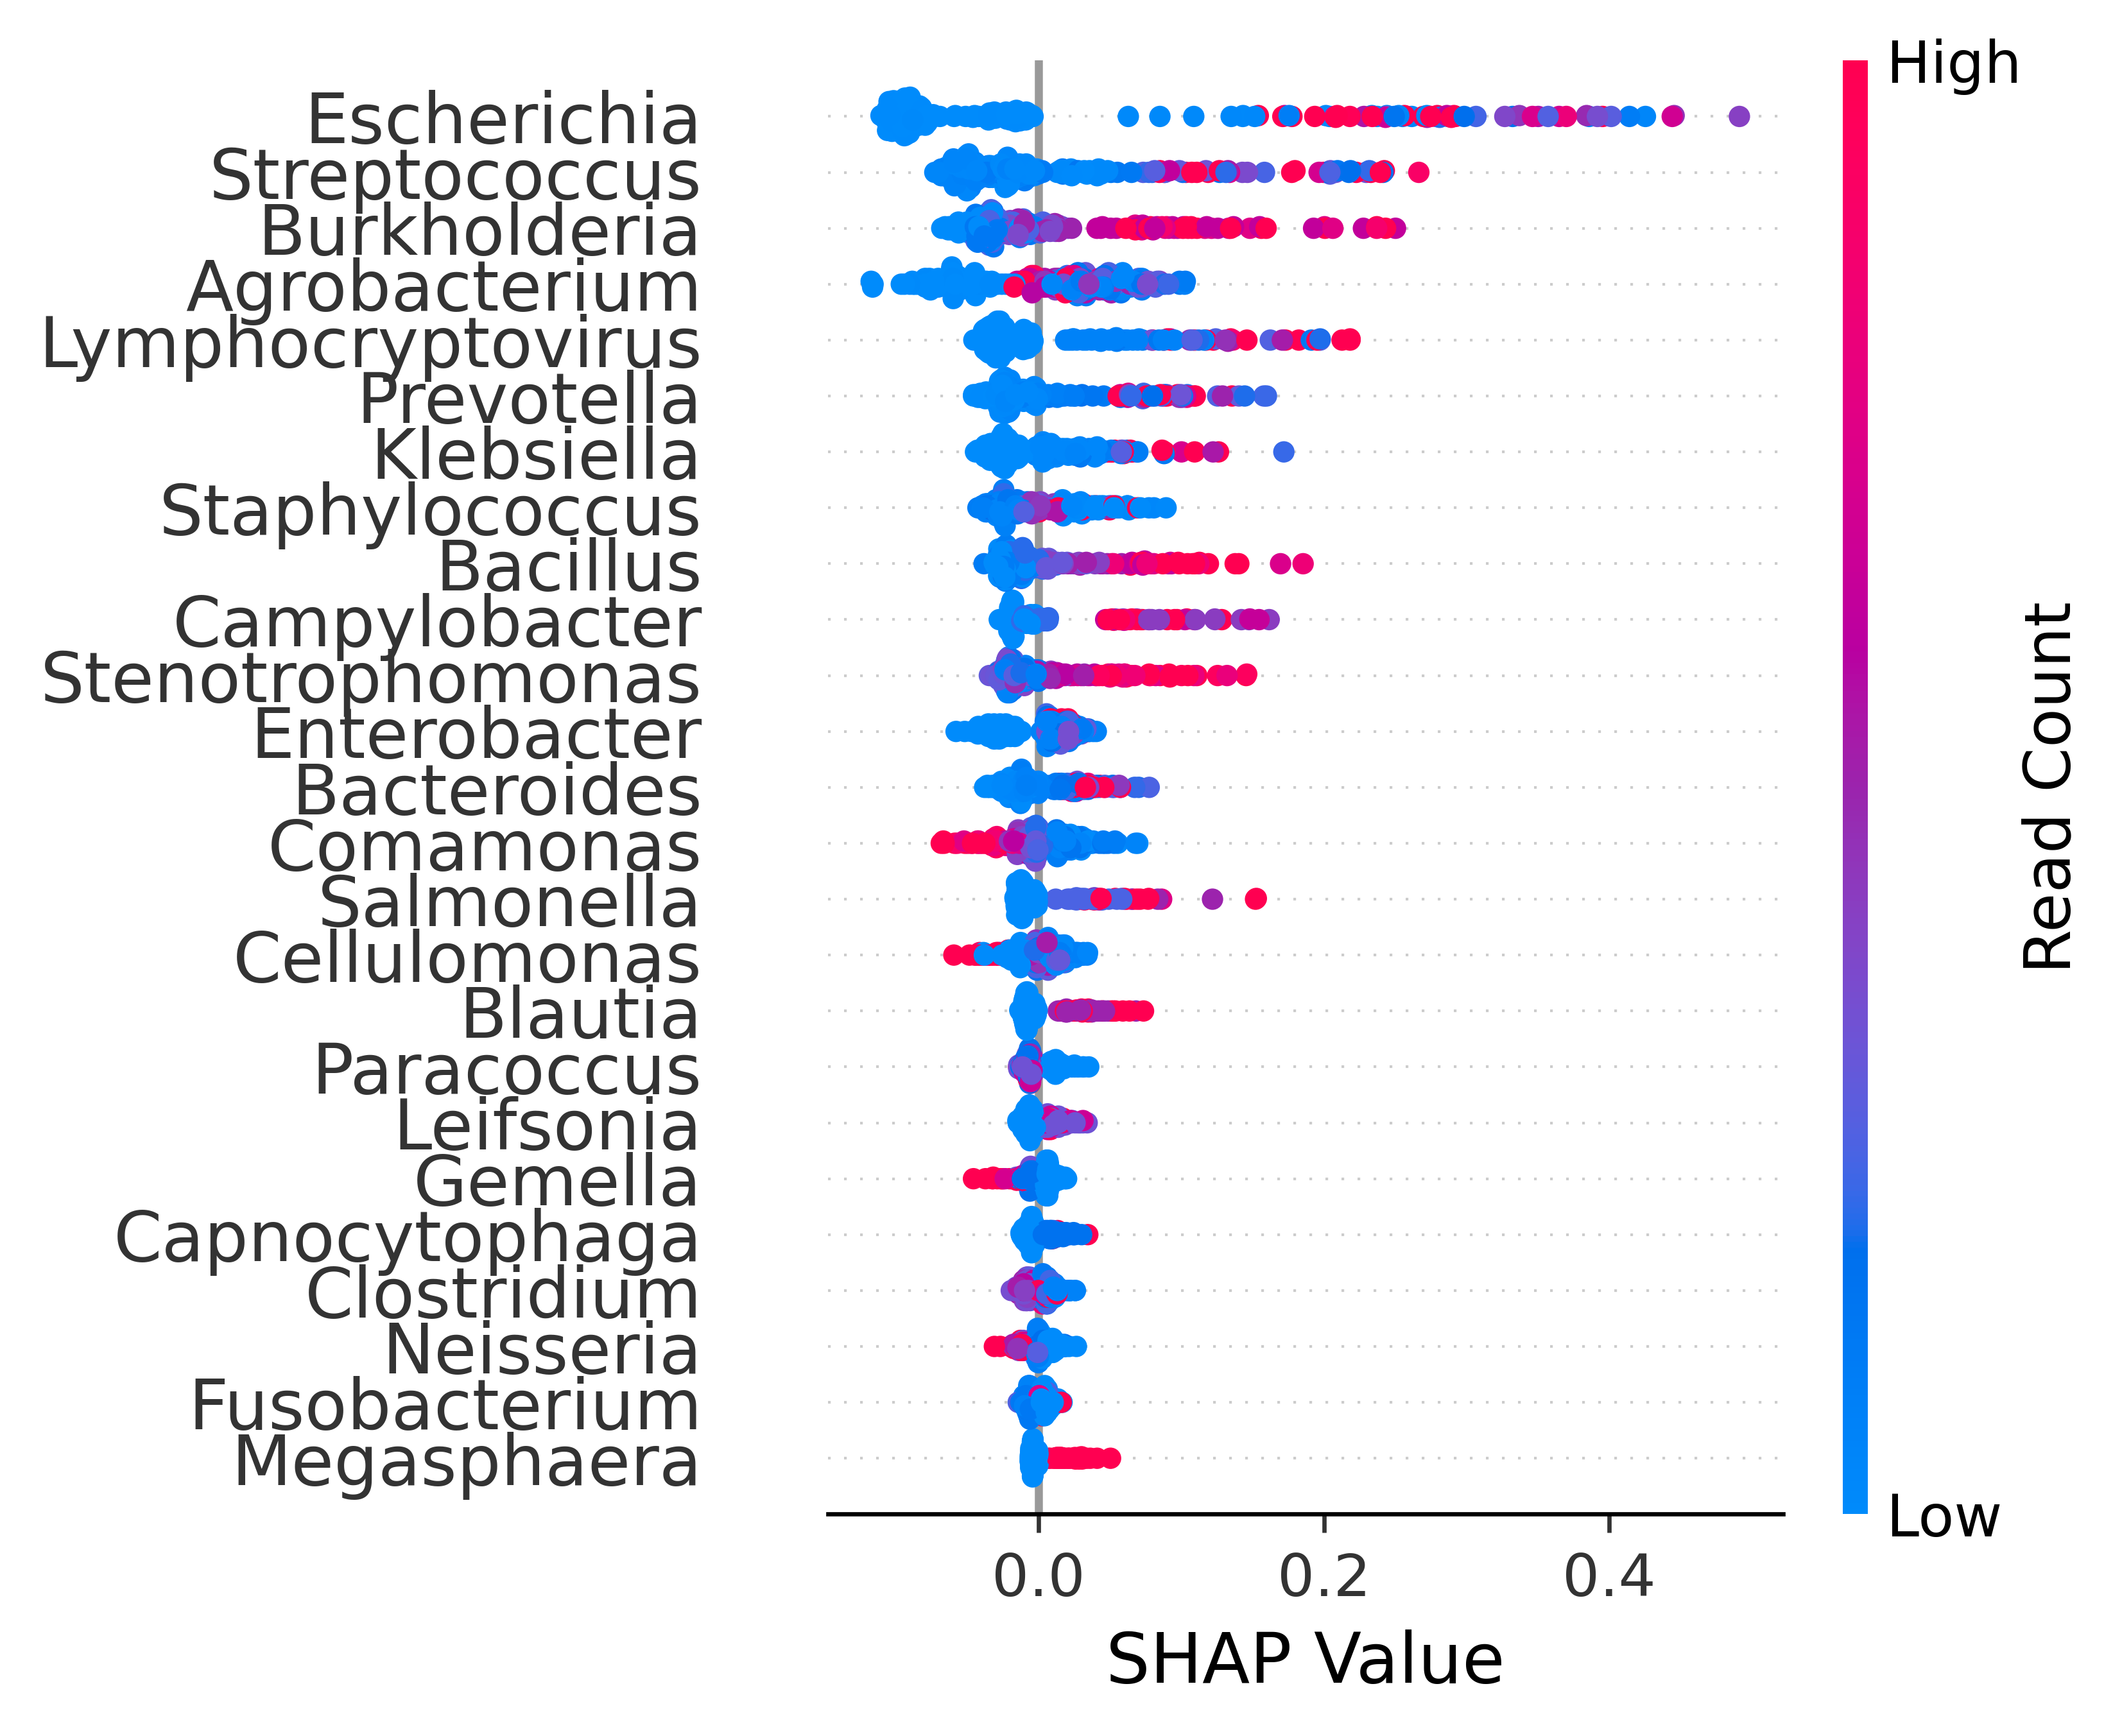 High
Escherichia
Streptococcus
Burkholderia
Agrobacterium
Lymphocryptovirus
Prevotella
Klebsiella
Staphylococcus
Bacillus
Campylobacter
Stenotrophomonas
Enterobacter
Bacteroides
Comamonas
Salmonella
Cellulomonas
Blautia
Paracoccus
Leifsonia
Gemella
Capnocytophaga
Clostridium
Neisseria
Fusobacterium
Megasphaera
Read Count
Low
0.0 0.2 0.4
SHAP Value